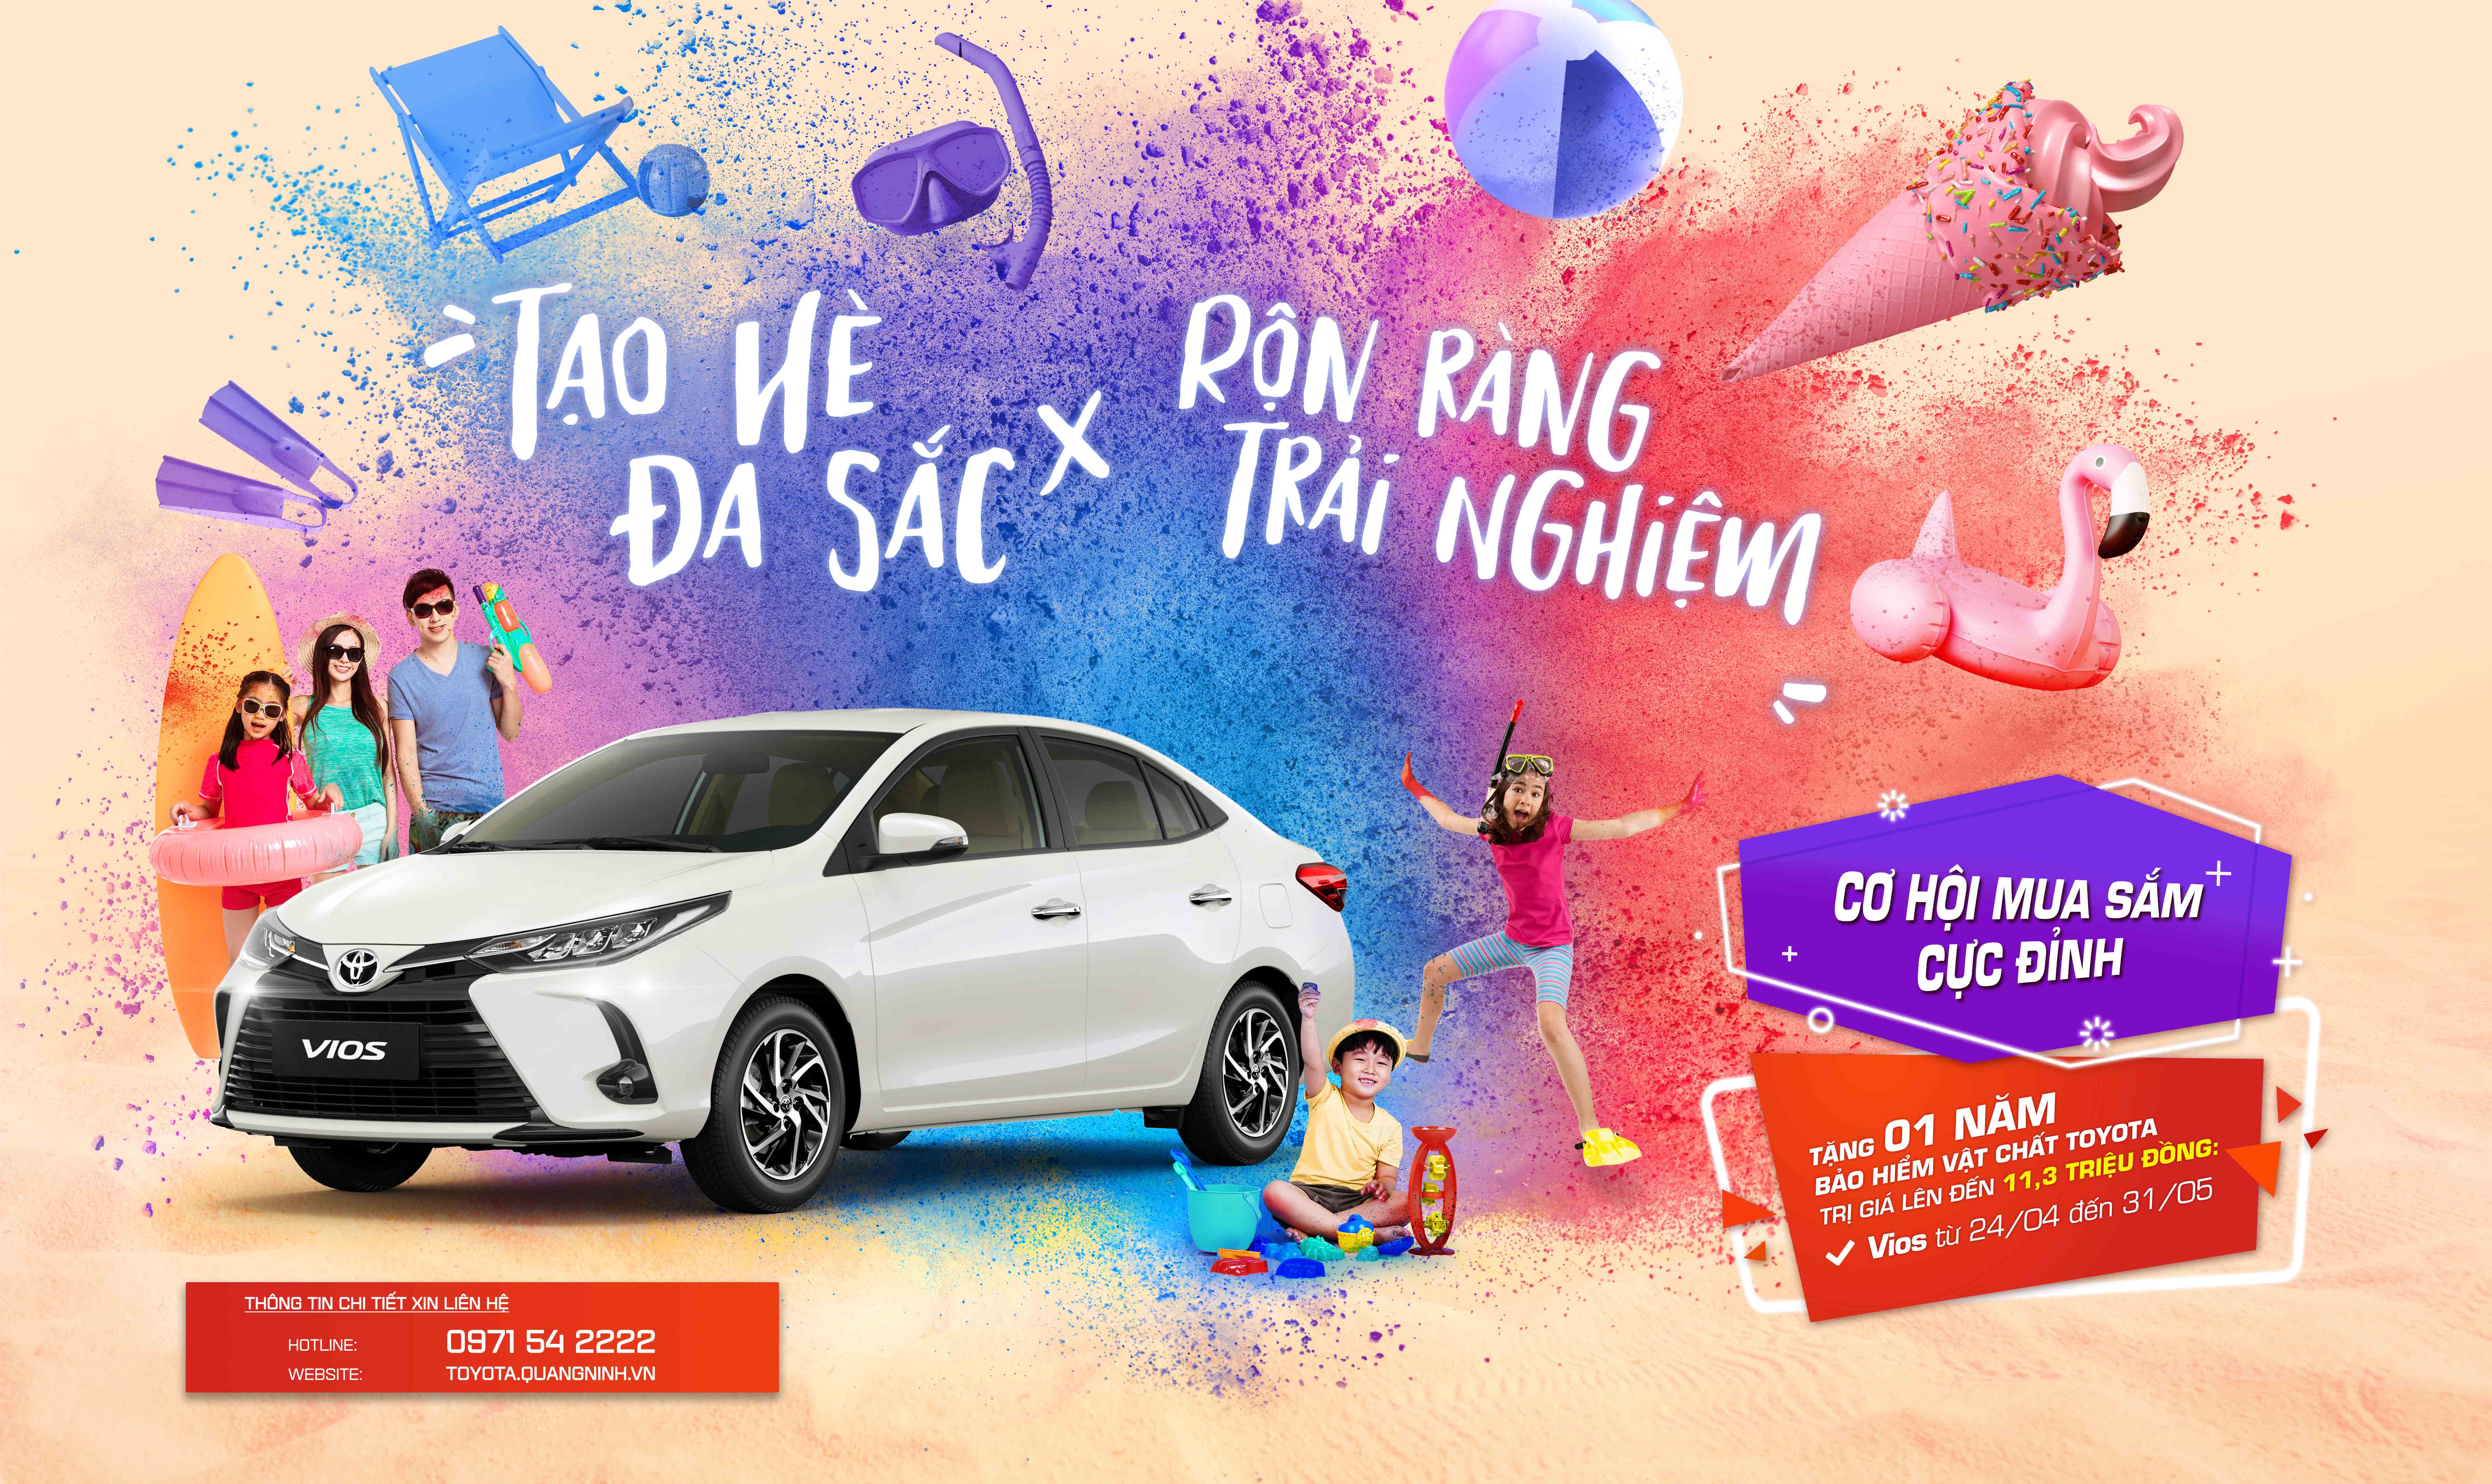 TẠO HÈ
ĐA SẮC
X
RỘN RÀNG
TRẢI NGHIỆM
VIOS
CƠ HỘI MUA SẮM
CỰC ĐỈNH
TẶNG 01 NĂM
BẢO HIỂM VẬT CHẤT TOYOTA
TRỊ GIÁ LÊN ĐẾN 11,3 TRIỆU ĐỒNG:
Vios từ 24/04 đến 31/05
THÔNG TIN CHI TIẾT XIN LIÊN HỆ
HOTLINE: 0971 54 2222
WEBSITE: TOYOTA.QUANGNINH.VN